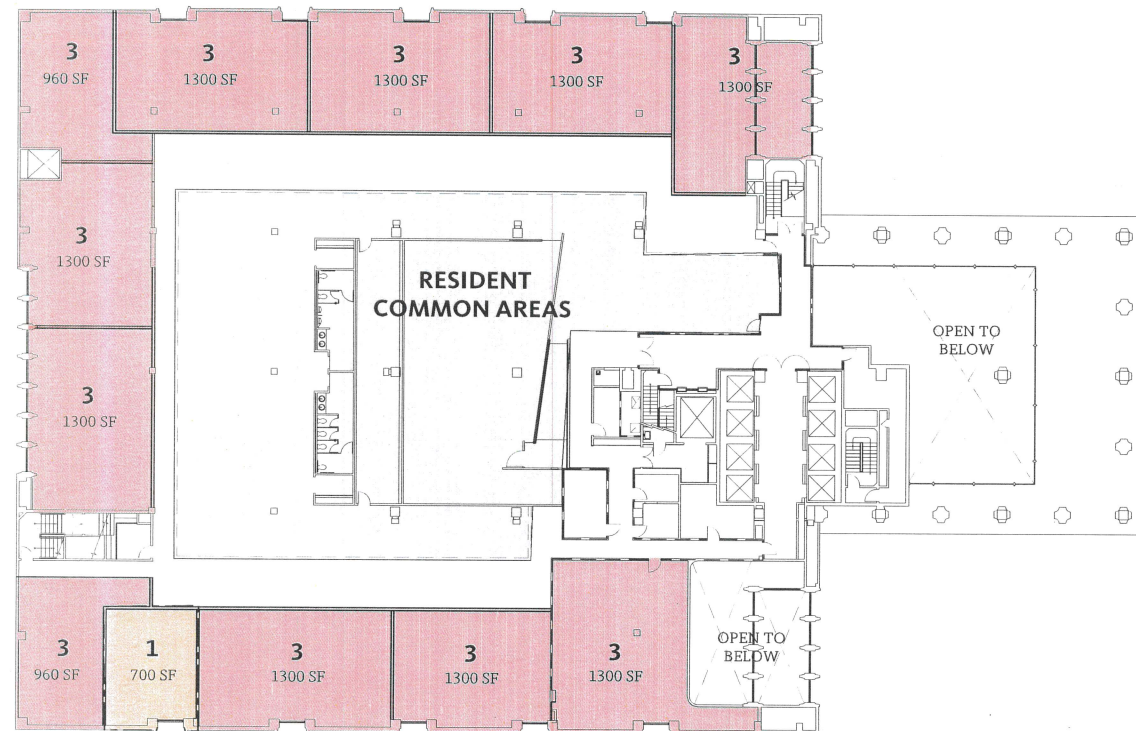 3
960 SF
3
1300 SF
3
1300 SF
3
1300 SF
3
1300 SF
3
1300 SF
RESIDENT
COMMON AREAS
OPEN TO
BELOW
3
1300 SF
3
960 SF
1
700 SF
3
1300 SF
3
1300 SF
3
1300 SF
OPEN TO
BELOW